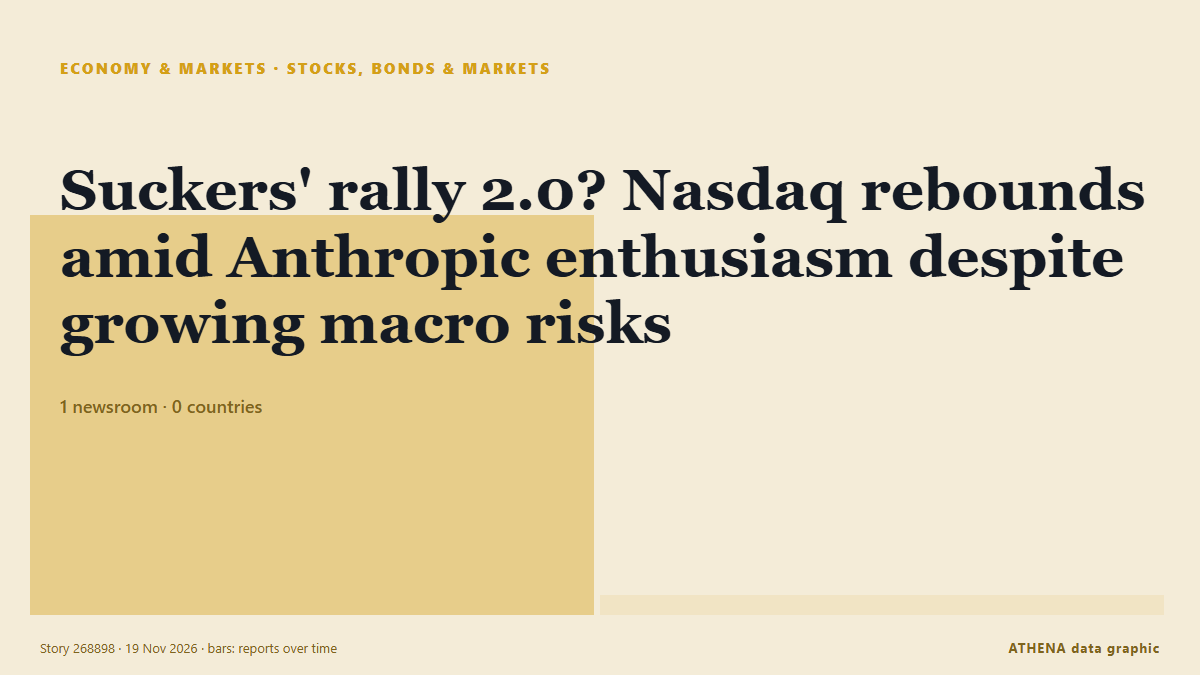 ECONOMY & MARKETS · STOCKS, BONDS & MARKETS
Suckers' rally 2.0? Nasdaq rebounds
amid Anthropic enthusiasm despite
growing macro risks
1 newsroom · 0 countries
Story 268898 · 19 Nov 2026 · bars: reports over time
ATHENA data graphic